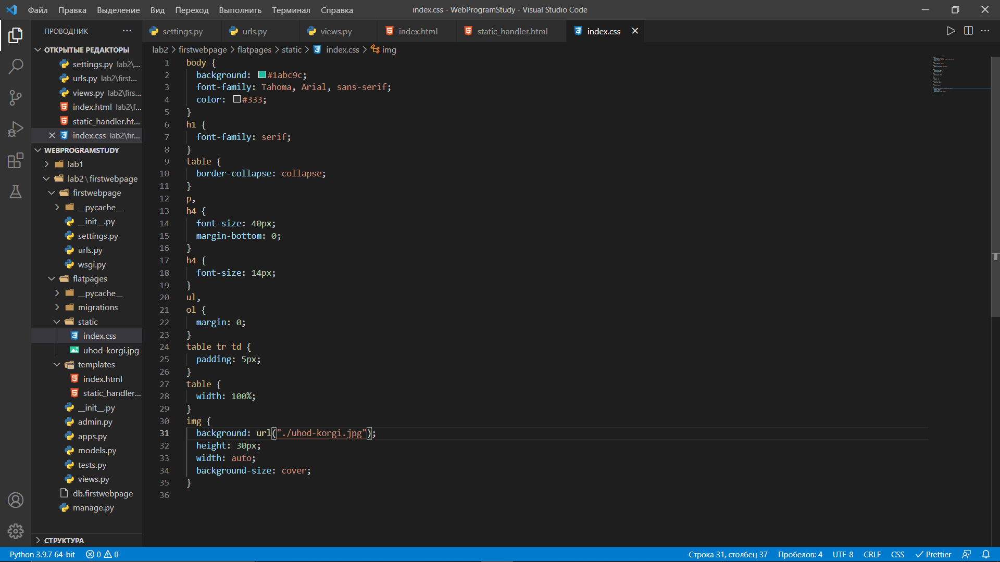 Файл Правка Выделение Вид Переход Выполнить Терминал Справка
index.css - WebProgramStudy - Visual Studio Code
ПРОВОДНИК
ОТКРЫТЫЕ РЕДАКТОРЫ
settings.py lab2\...
urls.py lab2\first...
views.py lab2\firs...
index.html lab2\f...
static_handler.ht...
index.css lab2\fir...
WEBPROGRAMSTUDY
lab1
lab2\firstwebpage
firstwebpage
__pycache__
__init__.py
settings.py
urls.py
wsgi.py
flatpages
__pycache__
migrations
static
index.css
uhod-korgi.jpg
templates
index.html
static_handler...
__init__.py
admin.py
apps.py
models.py
tests.py
views.py
db.firstwebpage
manage.py
СТРУКТУРА
settings.py urls.py views.py index.html static_handler.html index.css
lab2 > firstwebpage > flatpages > static > index.css > img
1 body {
2 background: #1abc9c;
3 font-family: Tahoma, Arial, sans-serif;
4 color: #333;
5 }
6 h1 {
7 font-family: serif;
8 }
9 table {
10 border-collapse: collapse;
11 }
12 p,
13 h4 {
14 font-size: 40px;
15 margin-bottom: 0;
16 }
17 h4 {
18 font-size: 14px;
19 }
20 ul,
21 ol {
22 margin: 0;
23 }
24 table tr td {
25 padding: 5px;
26 }
27 table {
28 width: 100%;
29 }
30 img {
31 background: url("./uhod-korgi.jpg");
32 height: 30px;
33 width: auto;
34 background-size: cover;
35 }
36
Python 3.9.7 64-bit 0 0 Строка 31, столбец 37 Пробелов: 4 UTF-8 CRLF CSS Prettier